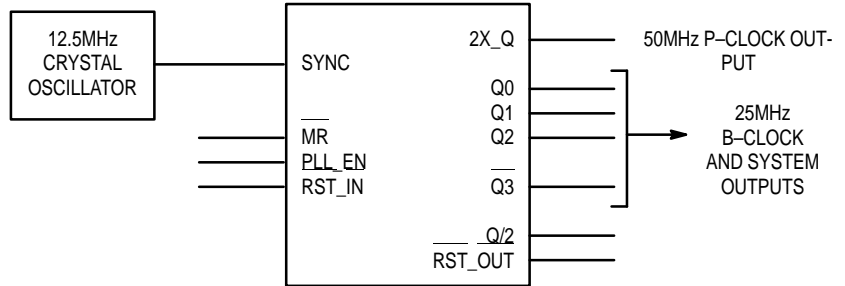 12.5MHz
CRYSTAL
OSCILLATOR
SYNC
MR
PLL_EN
RST_IN
2X_Q
Q0
Q1
Q2
Q3
Q/2
RST_OUT
50MHz P–CLOCK OUT-
PUT
25MHz
B–CLOCK
AND SYSTEM
OUTPUTS